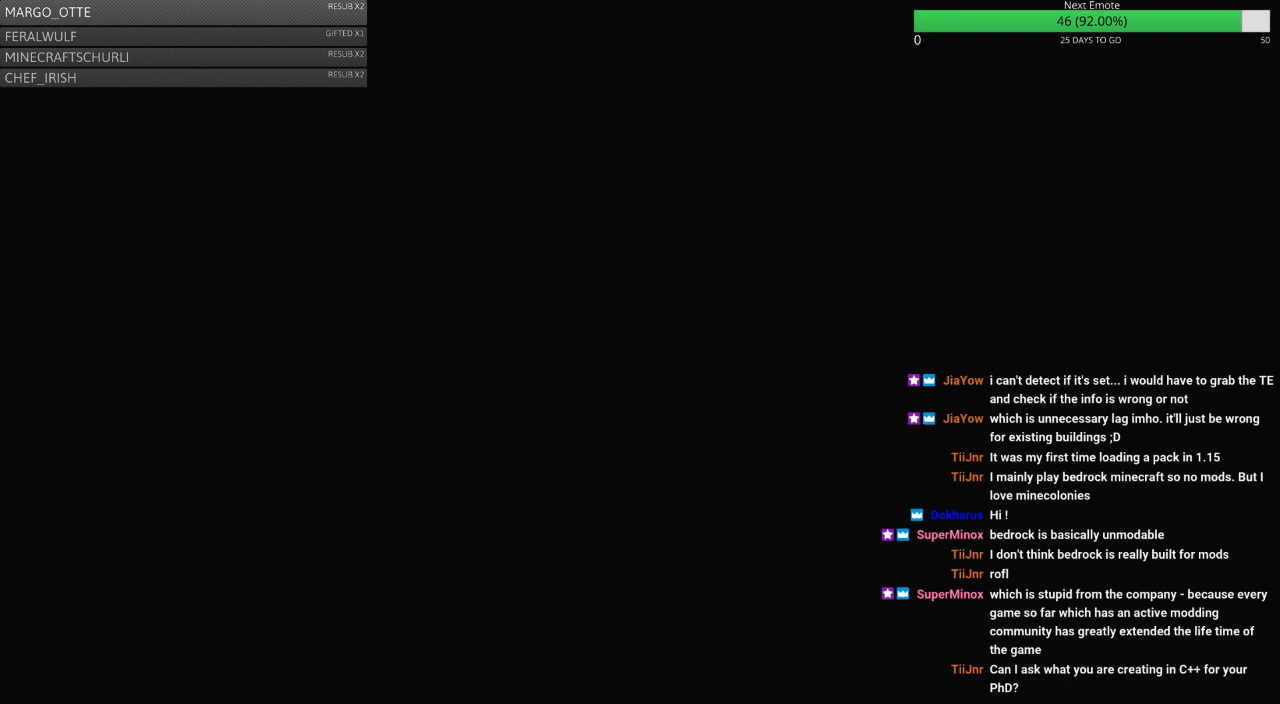 MARGO_OTTE RESUB X2
FERALWULF GIFTED X1
MINECRAFTSCHURLI RESUB X2
CHEF_IRISH RESUB X2
Next Emote
46 (92.00%)
0 25 DAYS TO GO 50
JiaYow i can't detect if it's set... i would have to grab the TE
and check if the info is wrong or not
JiaYow which is unnecessary lag imho. it'll just be wrong
for existing buildings ;D
TiiJnr It was my first time loading a pack in 1.15
TiiJnr I mainly play bedrock minecraft so no mods. But I
love minecolonies
Dokharus Hi !
SuperMinox bedrock is basically unmodable
TiiJnr I don't think bedrock is really built for mods
TiiJnr rofl
SuperMinox which is stupid from the company - because every
game so far which has an active modding
community has greatly extended the life time of
the game
TiiJnr Can I ask what you are creating in C++ for your
PhD?